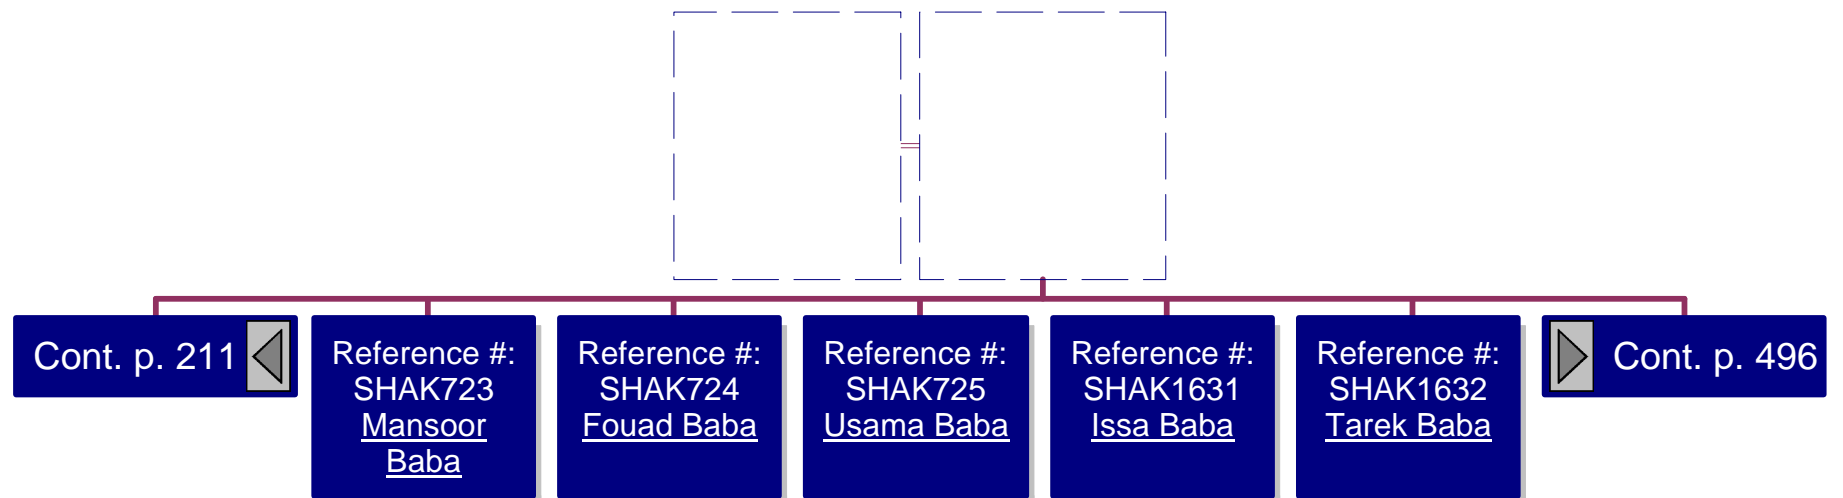 Cont. p. 211
Reference #:
SHAK723
Mansoor
Baba
Reference #:
SHAK724
Fouad Baba
Reference #:
SHAK725
Usama Baba
Reference #:
SHAK1631
Issa Baba
Reference #:
SHAK1632
Tarek Baba
Cont. p. 496